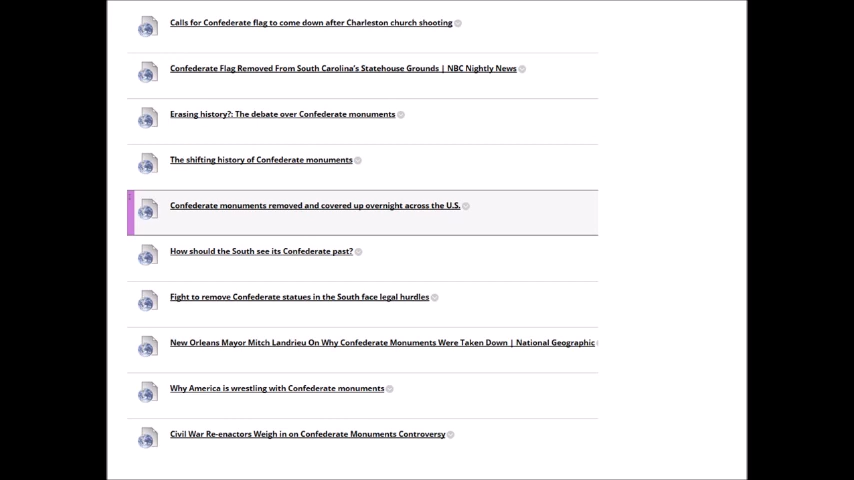 Calls for Confederate flag to come down after Charleston church shooting
Confederate Flag Removed From South Carolina's Statehouse Grounds | NBC Nightly News
Erasing history?: The debate over Confederate monuments
The shifting history of Confederate monuments
Confederate monuments removed and covered up overnight across the U.S.
How should the South see its Confederate past?
Fight to remove Confederate statues in the South face legal hurdles
New Orleans Mayor Mitch Landrieu On Why Confederate Monuments Were Taken Down | National Geographic
Why America is wrestling with Confederate monuments
Civil War Re-enactors Weigh in on Confederate Monuments Controversy